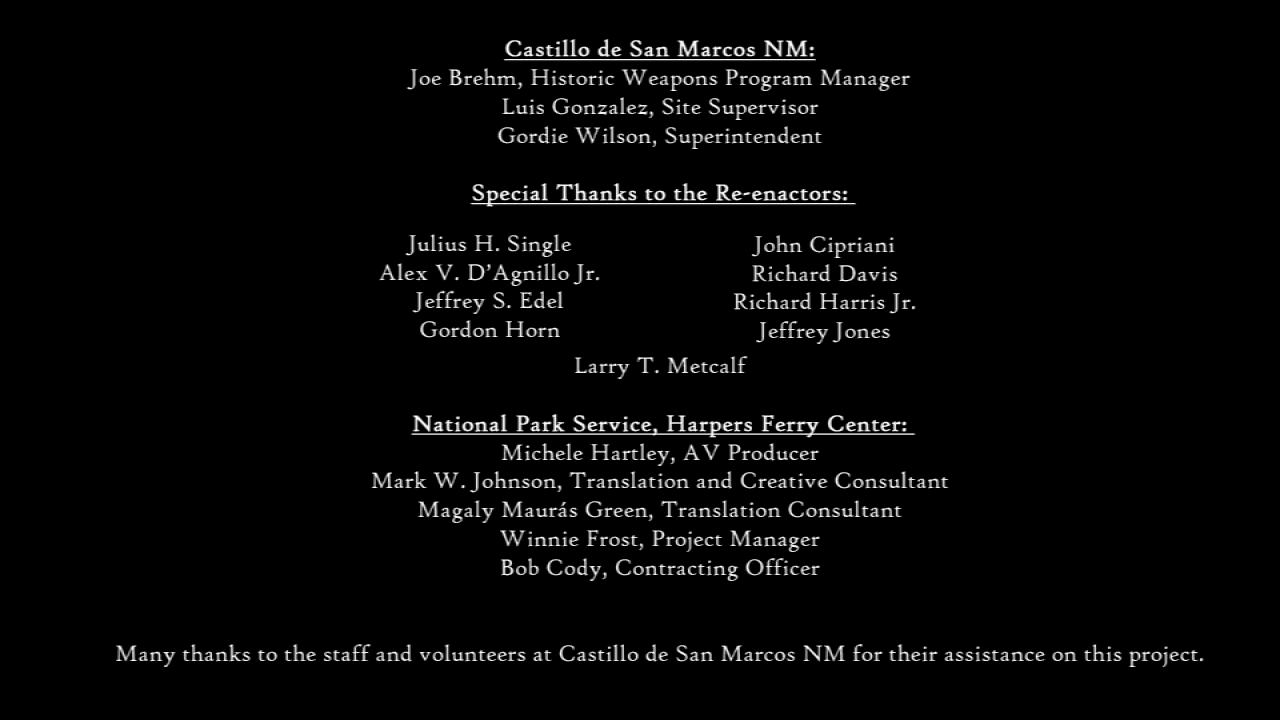 Castillo de San Marcos NM:
Joe Brehm, Historic Weapons Program Manager
Luis Gonzalez, Site Supervisor
Gordie Wilson, Superintendent
Special Thanks to the Re-enactors:
Julius H. Single
Alex V. D’Agnillo Jr.
Jeffrey S. Edel
Gordon Horn
John Cipriani
Richard Davis
Richard Harris Jr.
Jeffrey Jones
Larry T. Metcalf
National Park Service, Harpers Ferry Center:
Michele Hartley, AV Producer
Mark W. Johnson, Translation and Creative Consultant
Magaly Maurás Green, Translation Consultant
Winnie Frost, Project Manager
Bob Cody, Contracting Officer
Many thanks to the staff and volunteers at Castillo de San Marcos NM for their assistance on this project.